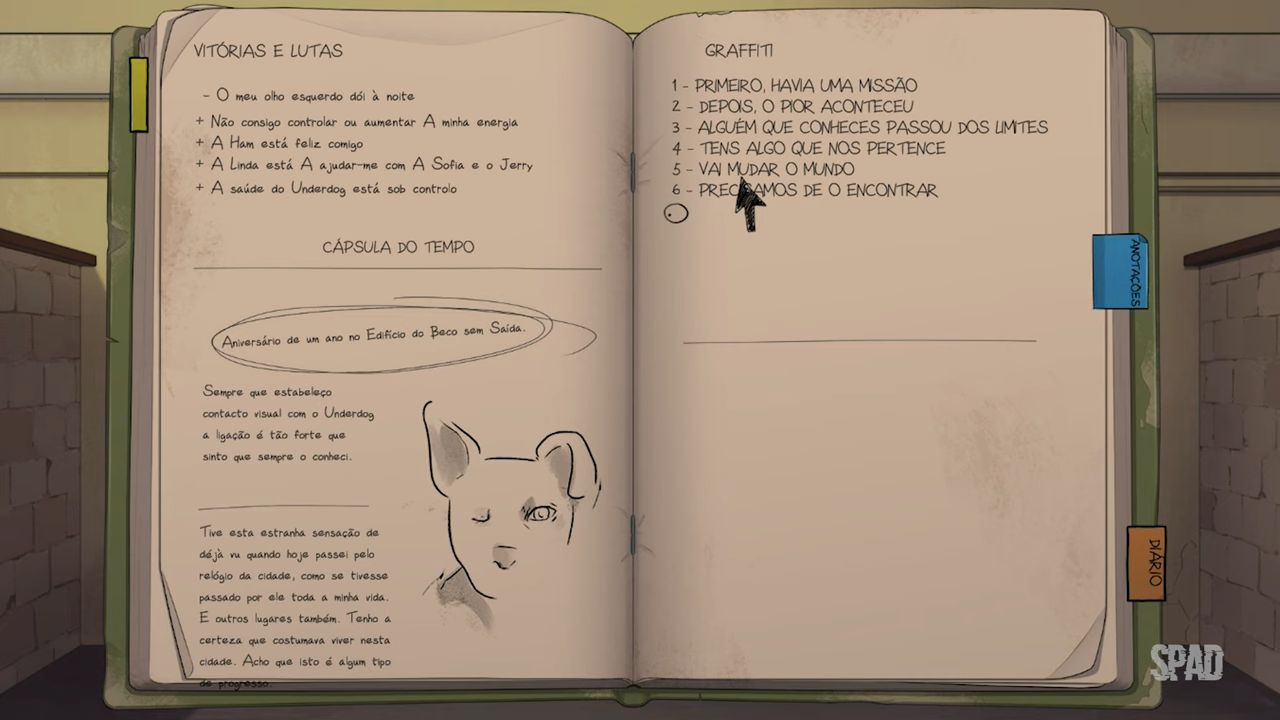 VITÓRIAS E LUTAS
- O meu olho esquerdo dói à noite
+ Não consigo controlar ou aumentar A minha energia
+ A Ham está feliz comigo
+ A Linda está A ajudar-me com A Sofia e o Jerry
+ A saúde do Underdog está sob controlo
CÁPSULA DO TEMPO
Aniversário de um ano no Edifício do Beco sem Saída.
Sempre que estabeleço
contacto visual com o Underdog
a ligação é tão forte que
sinto que sempre o conheci.
Tive esta estranha sensação de
déjà vu quando hoje passei pelo
relógio da cidade, como se tivesse
passado por ele toda a minha vida.
E outros lugares também. Tenho a
certeza que costumava viver nesta
cidade. Acho que isto é algum tipo
de progresso.
GRAFFITI
1 - PRIMEIRO, HAVIA UMA MISSÃO
2 - DEPOIS, O PIOR ACONTECEU
3 - ALGUÉM QUE CONHECES PASSOU DOS LIMITES
4 - TENS ALGO QUE NOS PERTENCE
5 - VAI MUDAR O MUNDO
6 - PRECISAMOS DE O ENCONTRAR
ANOTAÇÕES
DIÁRIO
SPAD